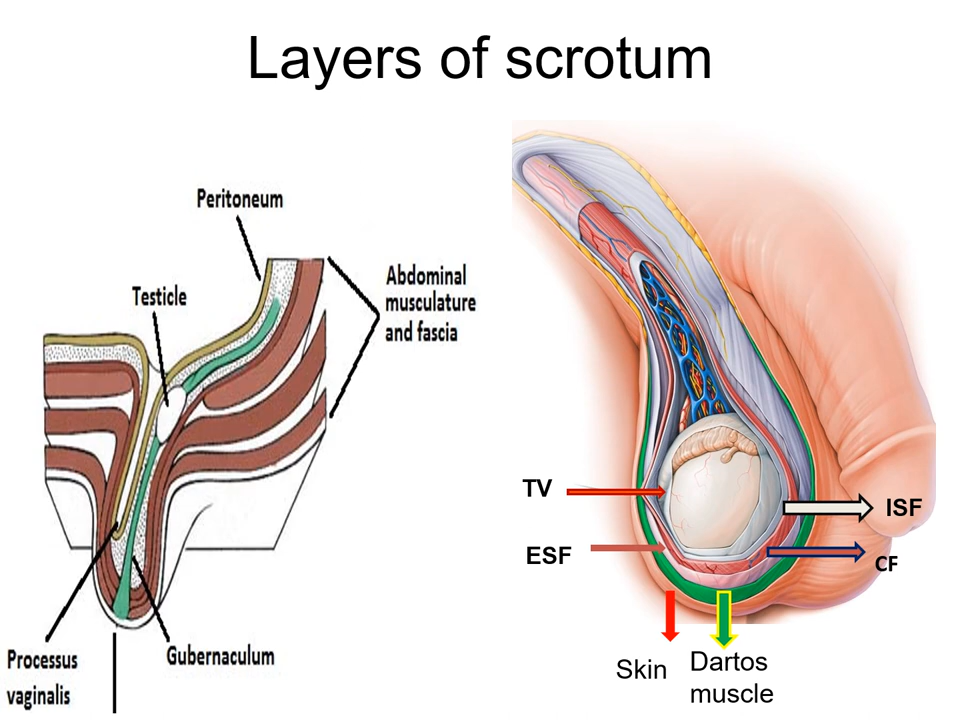 Layers of scrotum
Peritoneum
Testicle
Abdominal
musculature
and fascia
Processus
vaginalis
Gubernaculum
TV
ESF
ISF
CF
Skin
Dartos
muscle